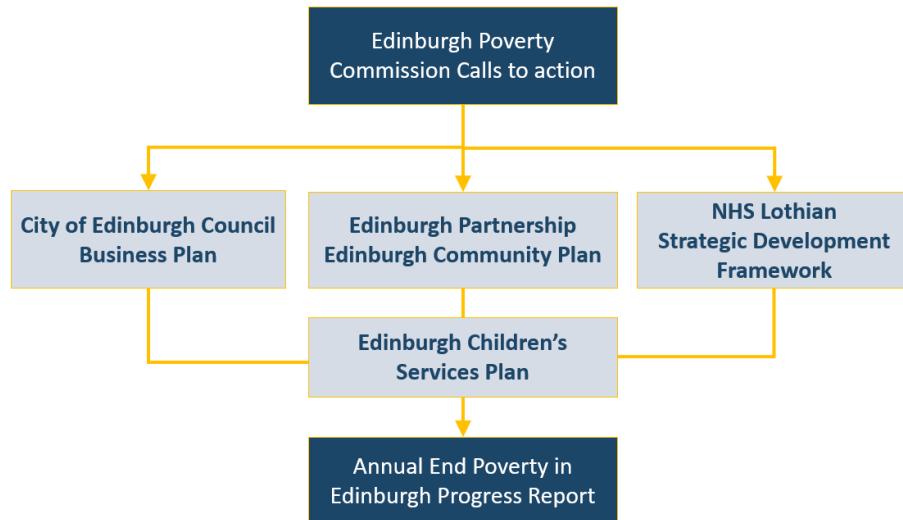 Edinburgh Poverty
Commission Calls to action
City of Edinburgh Council
Business Plan
Edinburgh Partnership
Edinburgh Community Plan
NHS Lothian
Strategic Development
Framework
Edinburgh Children’s
Services Plan
Annual End Poverty in
Edinburgh Progress Report